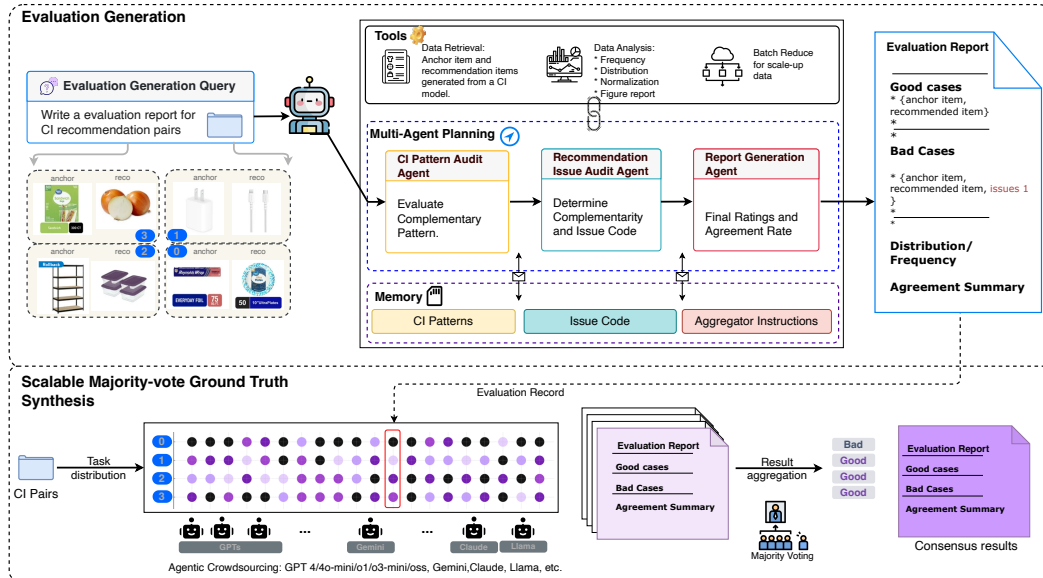 Evaluation Generation
Evaluation Generation Query
Write a evaluation report for
CI recommendation pairs
anchor
reco
anchor
reco
3
1
anchor
reco
2
0
anchor
reco
Rollback
EVERYDAY FOIL
75
50
Tools
Data Retrieval:
Anchor item and
recommendation items
generated from a CI
model.
Data Analysis:
* Frequency
* Distribution
* Normalization
* Figure report
Batch Reduce
for scale-up
data
Multi-Agent Planning
CI Pattern Audit
Agent
Evaluate
Complementary
Pattern.
Recommendation
Issue Audit Agent
Determine
Complementarity
and Issue Code
Report Generation
Agent
Final Ratings and
Agreement Rate
Memory
CI Patterns
Issue Code
Aggregator Instructions
Evaluation Report
Good cases
* {anchor item,
recommended item}
*
*
Bad Cases
* {anchor item,
recommended item, issues 1
}
*
*
Distribution/
Frequency
Agreement Summary
Scalable Majority-vote Ground Truth
Synthesis
Evaluation Record
CI Pairs
Task
distribution
0
1
2
3
GPTs
...
Gemini
...
Claude
Llama
Agentic Crowdsourcing: GPT 4/4o-mini/o1/o3-mini/oss, Gemini,Claude, Llama, etc.
Evaluation Report
Good cases
Bad Cases
Agreement Summary
Result
aggregation
Majority Voting
Bad
Good
Good
Good
Evaluation Report
Good cases
Bad Cases
Agreement Summary
Consensus results